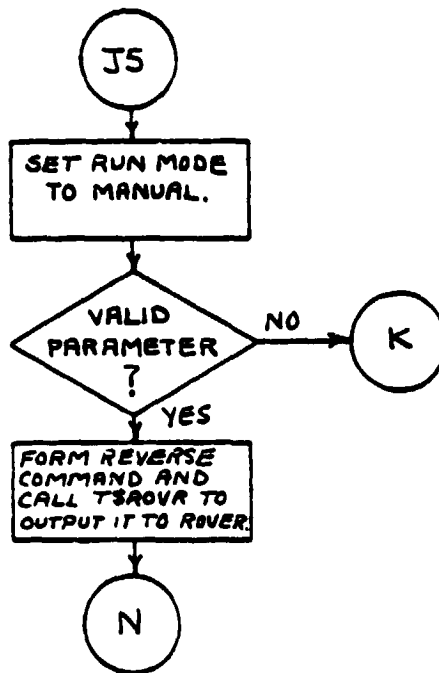 J5
SET RUN MODE
TO MANUAL.
VALID
PARAMETER
?
NO
K
YES
FORM REVERSE
COMMAND AND
CALL T$ROVR TO
OUTPUT IT TO ROVER.
N